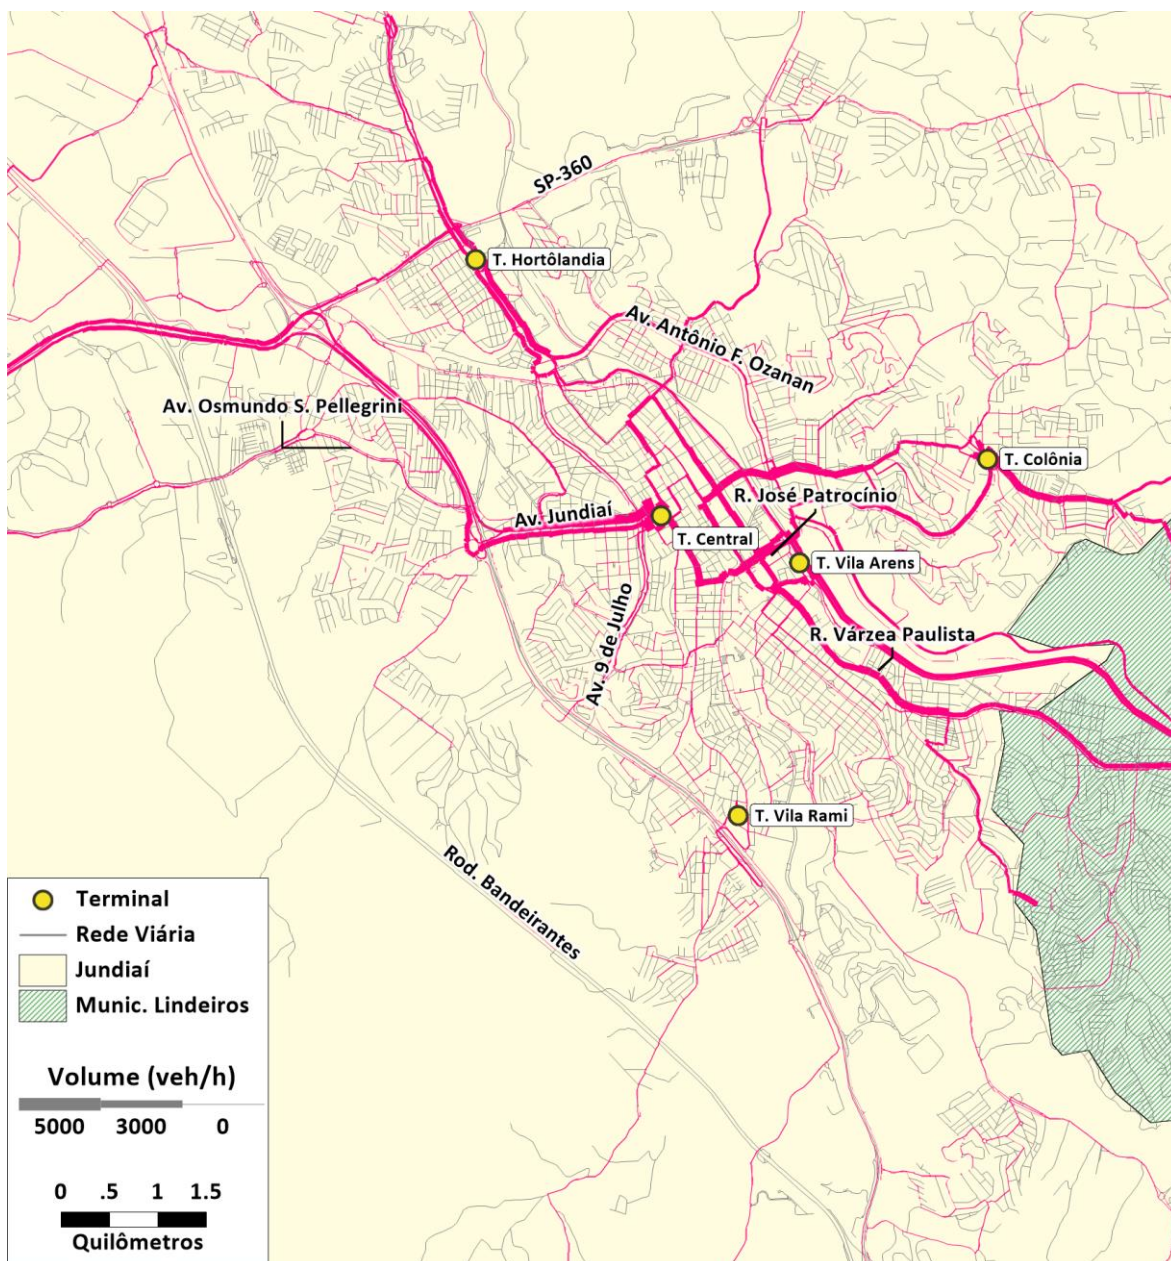 SP-360
T. Hortôlandia
Av. Antônio F. Ozanan
Av. Osmundo S. Pellegrini
T. Colônia
R. José Patrocínio
Av. Jundiaí
T. Central
T. Vila Arens
Av. 9 de Julho
R. Várzea Paulista
T. Vila Rami
Rod. Bandeirantes
Terminal
Rede Viária
Jundiaí
Munic. Lindeiros
Volume (veh/h)
5000 3000 0
0 .5 1 1.5
Quilômetros